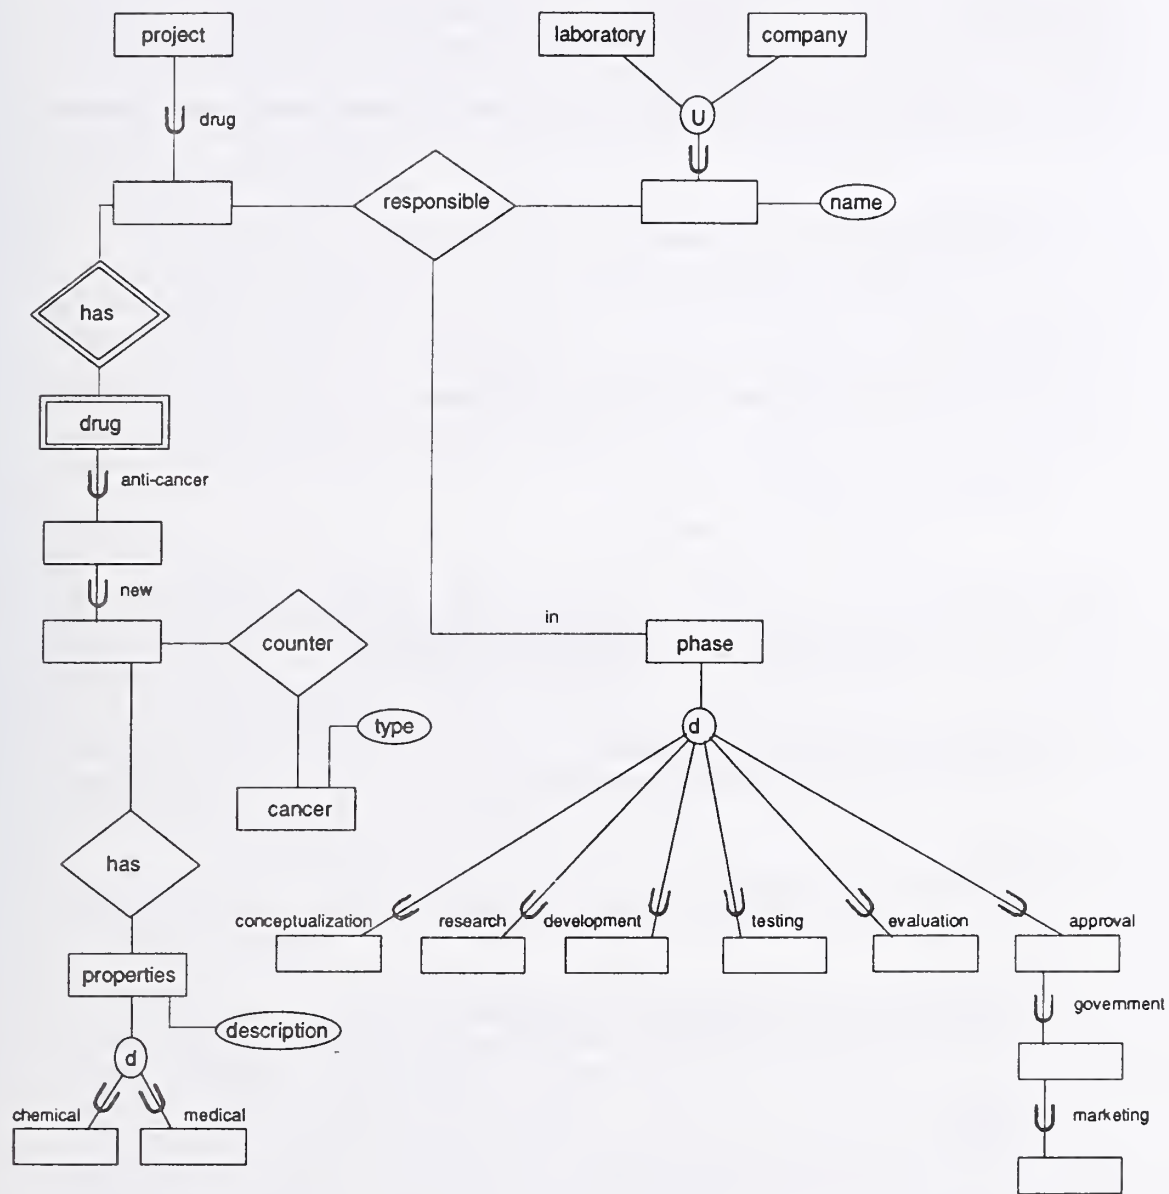 project
laboratory
company
drug
U
responsible
name
has
drug
anti-cancer
new
in
counter
phase
type
d
cancer
has
conceptualization
research
development
testing
evaluation
approval
properties
government
description
d
chemical
medical
marketing